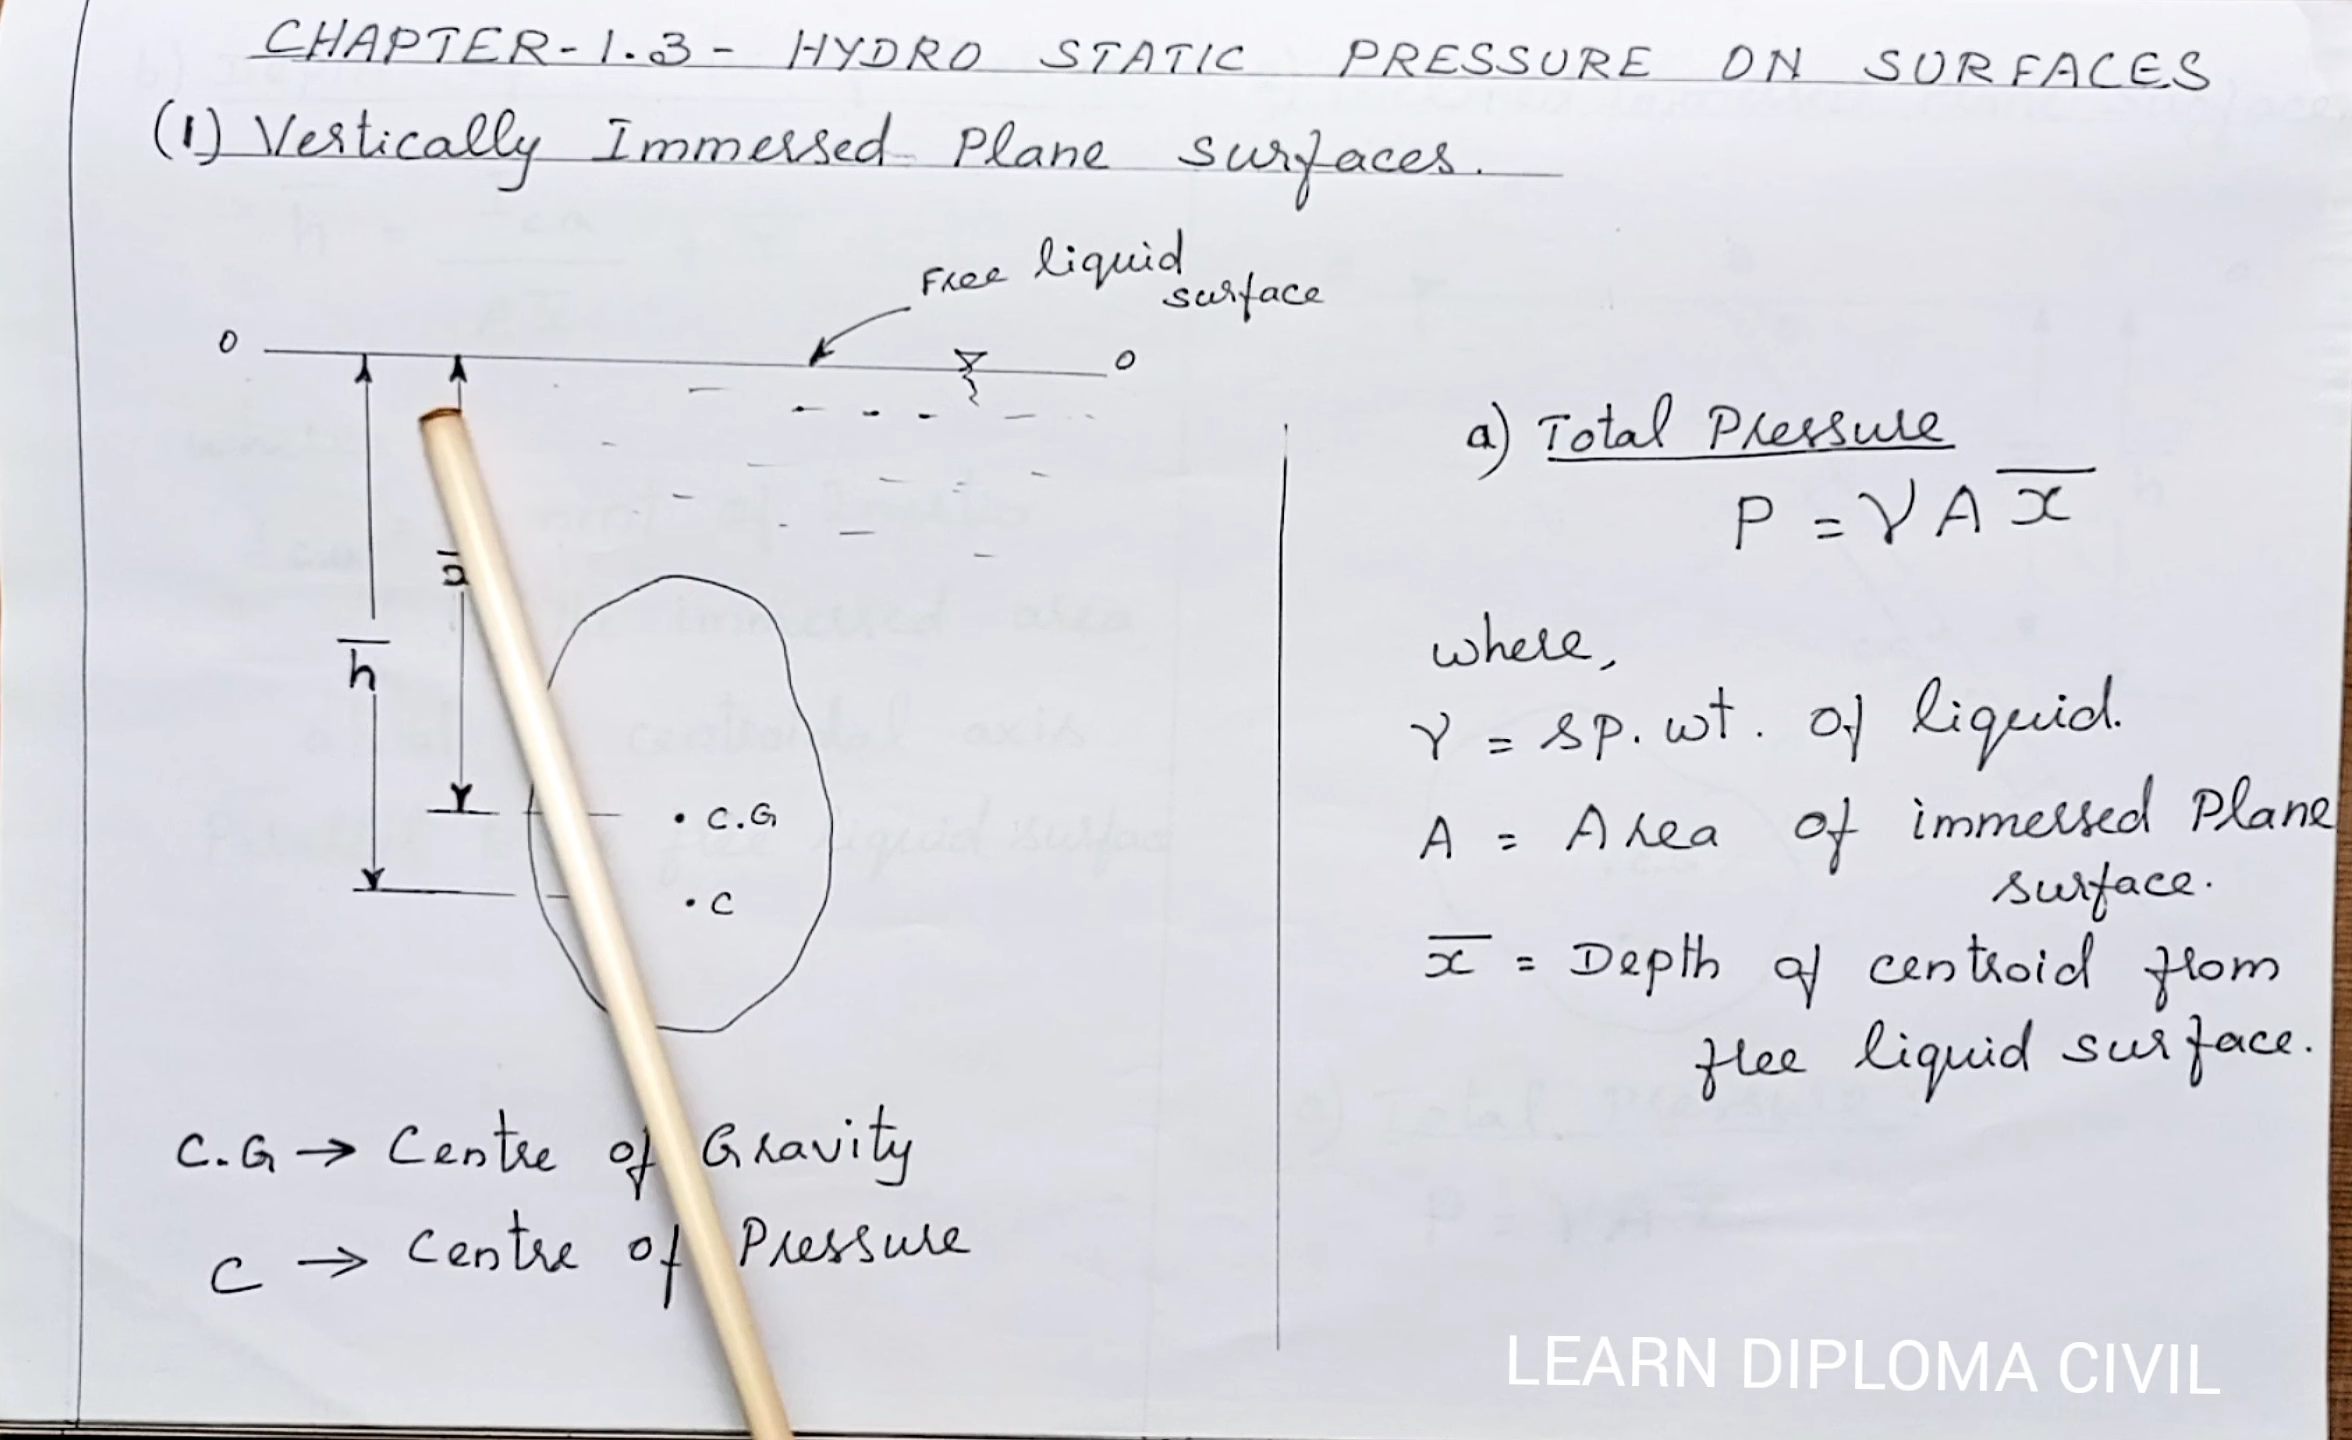 CHAPTER-1.3- HYDRO STATIC PRESSURE ON SURFACES
(1) Vertically Immersed Plane surfaces.
Free liquid
surface
0
0
x̄
h̄
. C.G
. C
C.G → Centre of Gravity
C → Centre of Pressure
a) Total Pressure
P = γ A x̄
where,
γ = sp. wt. of liquid.
A = Area of immersed Plane
surface.
x̄ = Depth of centroid from
free liquid surface.
LEARN DIPLOMA CIVIL